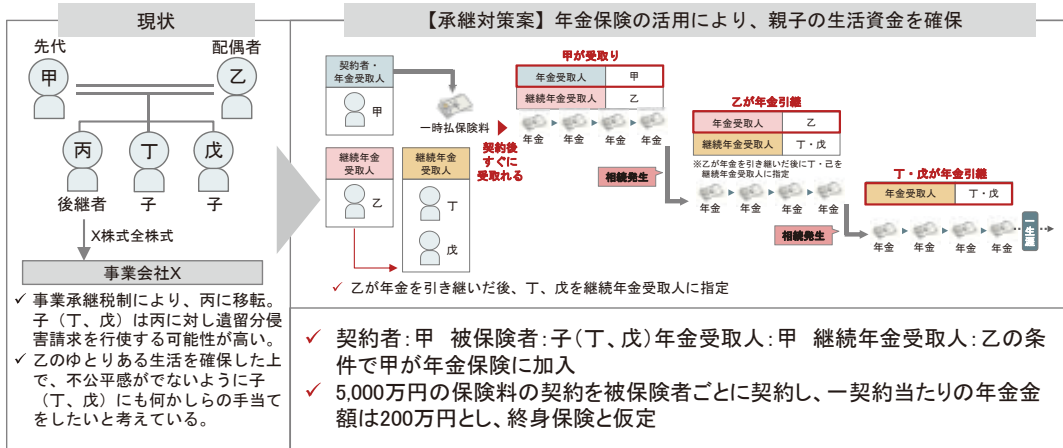 現状
先代
配偶者
甲
乙
丙
丁
戊
後継者
子
子
X株式全株式
事業会社X
✓ 事業承継税制により、丙に移転。
子（丁、戊）は丙に対し遺留分侵
害請求を行使する可能性が高い。
✓ 乙のゆとりある生活を確保した上
で、不公平感がでないように子
（丁、戊）にも何かしらの手当て
をしたいと考えている。
【承継対策案】年金保険の活用により、親子の生活資金を確保
契約者・
年金受取人
甲
一時払保険料
契約後
すぐに
受取れる
継続年金
受取人
乙
継続年金
受取人
丁
戊
甲が受取り
年金受取人 甲
継続年金受取人 乙
年金 年金 年金 年金
相続発生
乙が年金引継
年金受取人 乙
継続年金受取人 丁・戊
※乙が年金を引き継いだ後に丁・己を
継続年金受取人に指定
年金 年金 年金 年金
相続発生
丁・戊が年金引継
年金受取人 丁・戊
年金 年金 年金 年金
一生涯
✓ 乙が年金を引き継いだ後、丁、戊を継続年金受取人に指定
✓ 契約者：甲 被保険者：子（丁、戊）年金受取人：甲 継続年金受取人：乙の条
件で甲が年金保険に加入
✓ 5,000万円の保険料の契約を被保険者ごとに契約し、一契約当たりの年金金
額は200万円とし、終身保険と仮定